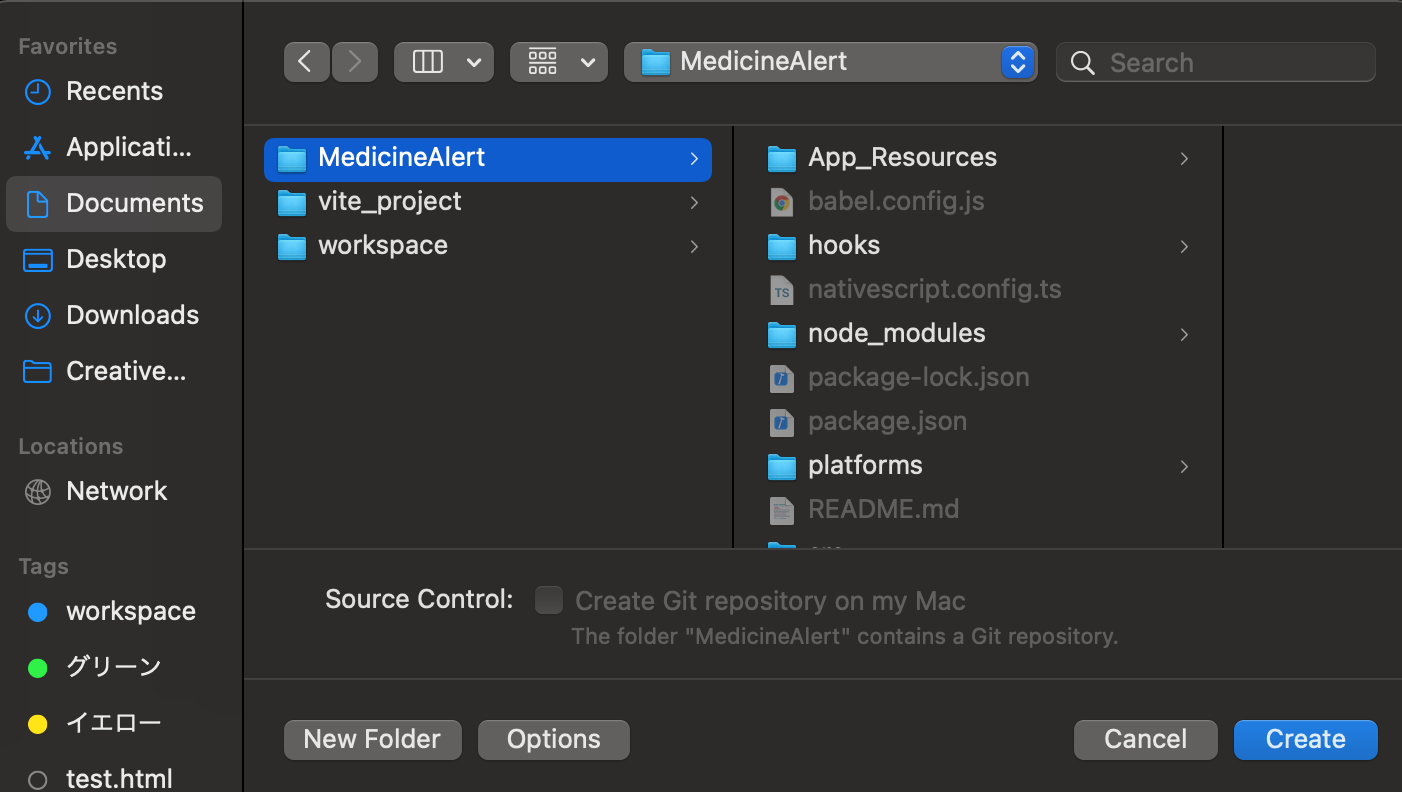 Favorites
Recents
Applicati...
Documents
Desktop
Downloads
Creative...
Locations
Network
Tags
workspace
グリーン
イエロー
test.html
MedicineAlert
Search
MedicineAlert
vite_project
workspace
App_Resources
babel.config.js
hooks
nativescript.config.ts
TS
node_modules
package-lock.json
package.json
platforms
README.md
Source Control:
Create Git repository on my Mac
The folder "MedicineAlert" contains a Git repository.
New Folder
Options
Cancel
Create